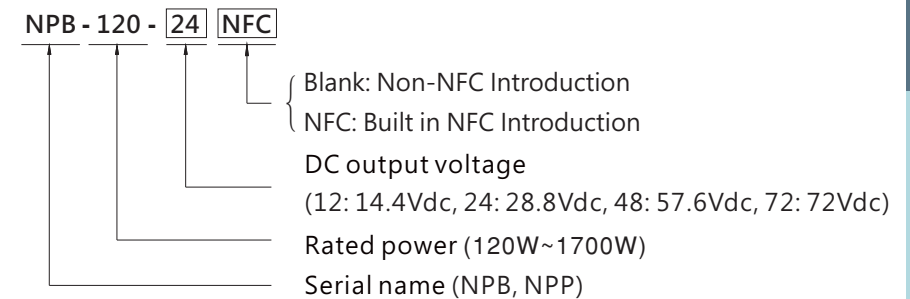 NPB - 120 - 24 NFC
Blank: Non-NFC Introduction
NFC: Built in NFC Introduction
DC output voltage
(12: 14.4Vdc, 24: 28.8Vdc, 48: 57.6Vdc, 72: 72Vdc)
Rated power (120W~1700W)
Serial name (NPB, NPP)